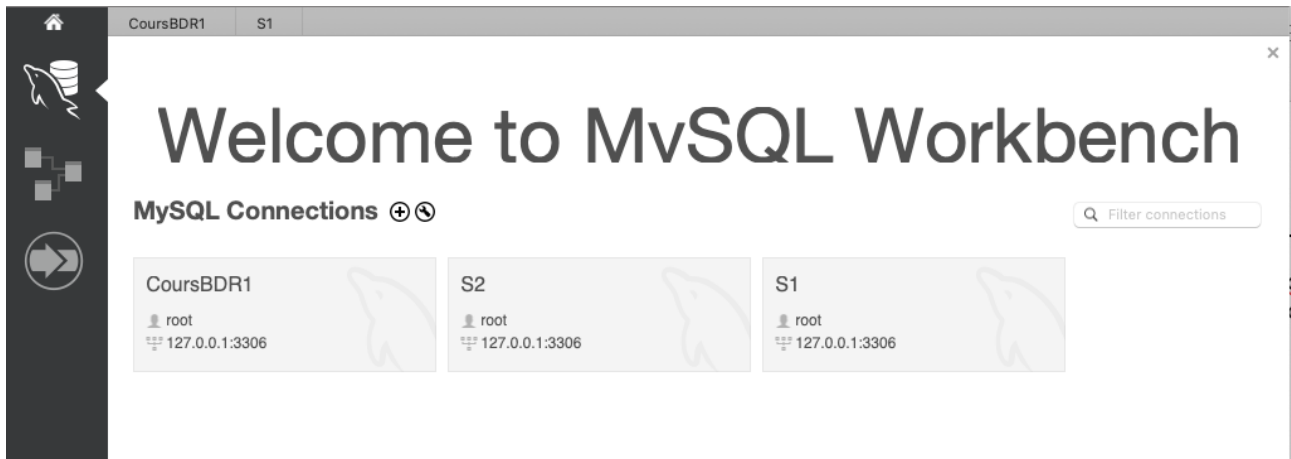 CoursBDR1 S1
Welcome to MySQL Workbench
MySQL Connections
Filter connections
CoursBDR1 S2 S1
root root root
127.0.0.1:3306 127.0.0.1:3306 127.0.0.1:3306